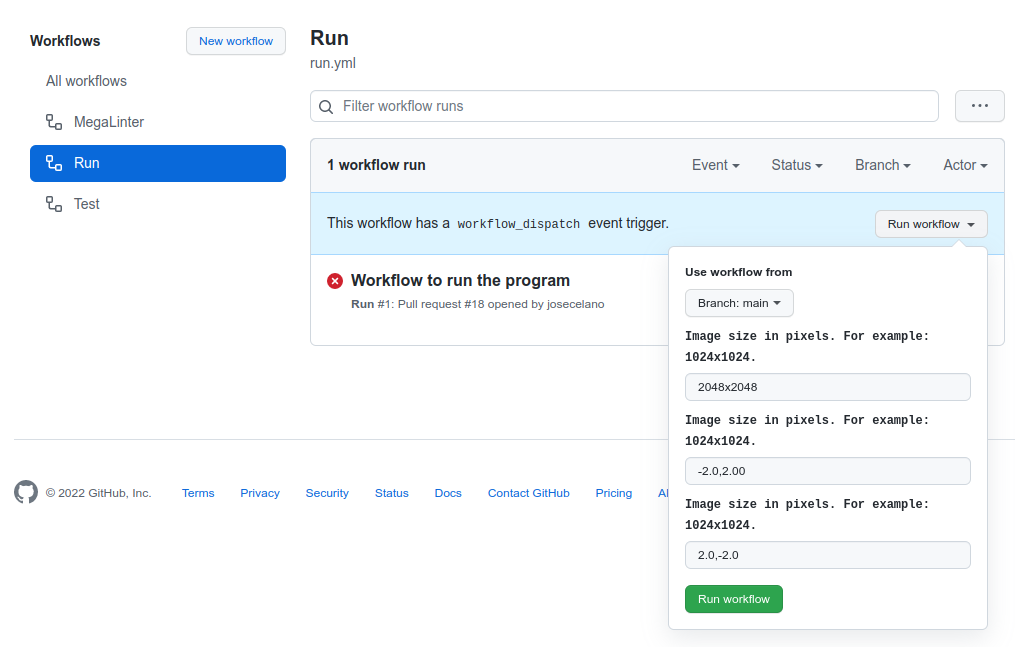 Workflows
New workflow
All workflows
MegaLinter
Run
Test
Run
run.yml
Filter workflow runs
1 workflow run
Event
Status
Branch
Actor
This workflow has a workflow_dispatch event trigger.
Run workflow
Workflow to run the program
Run #1: Pull request #18 opened by josecelano
Use workflow from
Branch: main
Image size in pixels. For example:
1024x1024.
2048x2048
Image size in pixels. For example:
1024x1024.
-2.0,2.00
Image size in pixels. For example:
1024x1024.
2.0,-2.0
Run workflow
© 2022 GitHub, Inc.
Terms
Privacy
Security
Status
Docs
Contact GitHub
Pricing